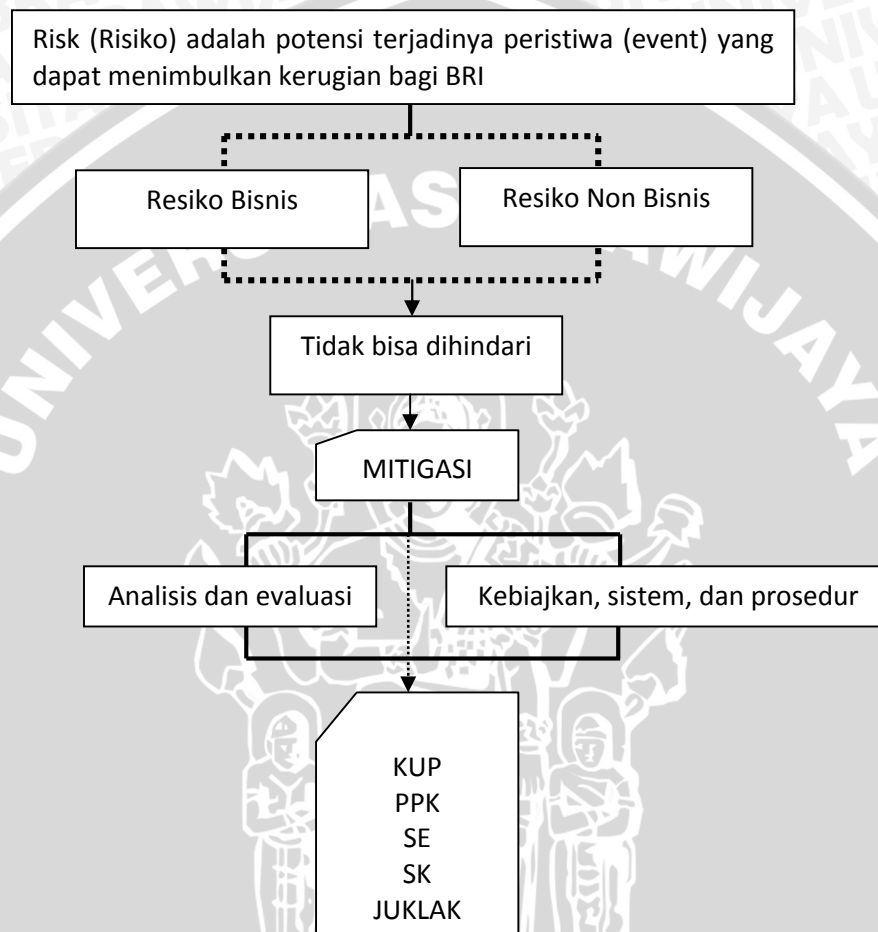 Risk (Risiko) adalah potensi terjadinya peristiwa (event) yang
dapat menimbulkan kerugian bagi BRI
Resiko Bisnis
Resiko Non Bisnis
Tidak bisa dihindari
MITIGASI
Analisis dan evaluasi
Kebiajkan, sistem, dan prosedur
KUP
PPK
SE
SK
JUKLAK